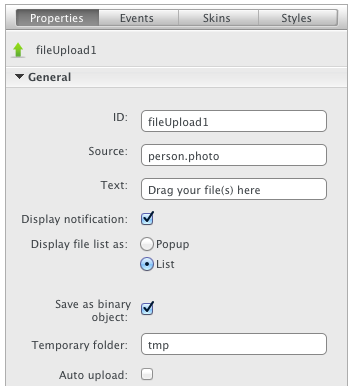 Properties Events Skins Styles
fileUpload1
General
ID: fileUpload1
Source: person.photo
Text: Drag your file(s) here
Display notification:
Display file list as: Popup
List
Save as binary
object:
Temporary folder: tmp
Auto upload: